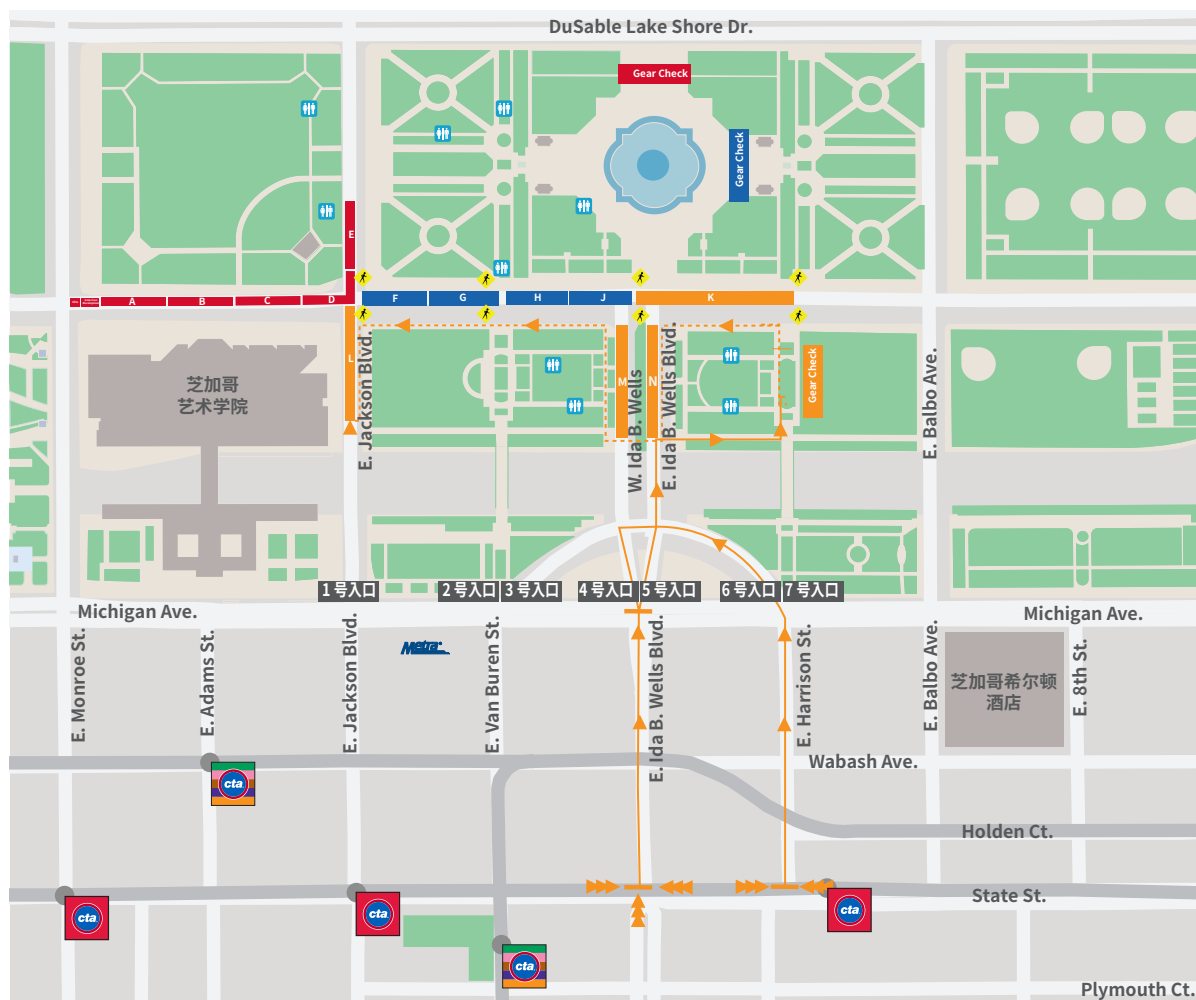 DuSable Lake Shore Dr.
Gear Check
Gear Check
E
A
B
C
D
F
G
H
J
K
L
M
N
Gear Check
芝加哥
艺术学院
E. Jackson Blvd.
W. Ida B. Wells
E. Ida B. Wells Blvd.
E. Balbo Ave.
1 号入口
2 号入口
3 号入口
4 号入口
5 号入口
6 号入口
7 号入口
Michigan Ave.
Michigan Ave.
E. Monroe St.
E. Adams St.
E. Jackson Blvd.
Metra
E. Van Buren St.
E. Ida B. Wells Blvd.
E. Harrison St.
E. Balbo Ave.
芝加哥希尔顿
酒店
E. 8th St.
Wabash Ave.
cta
Holden Ct.
State St.
cta
cta
cta
cta
Plymouth Ct.